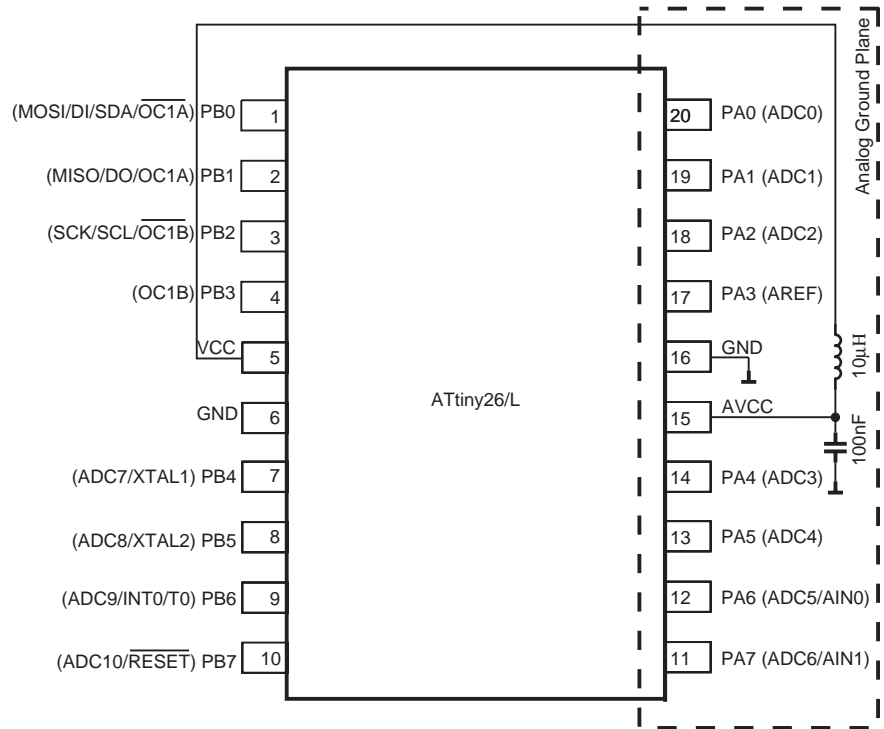 Analog Ground Plane
(MOSI/DI/SDA/O̅C̅1̅A̅) PB0
1
20
PA0 (ADC0)
(MISO/DO/OC1A) PB1
2
19
PA1 (ADC1)
(SCK/SCL/O̅C̅1̅B̅) PB2
3
18
PA2 (ADC2)
(OC1B) PB3
4
17
PA3 (AREF)
VCC
5
16
GND
10µH
ATtiny26/L
GND
6
15
AVCC
100nF
(ADC7/XTAL1) PB4
7
14
PA4 (ADC3)
(ADC8/XTAL2) PB5
8
13
PA5 (ADC4)
(ADC9/INT0/T0) PB6
9
12
PA6 (ADC5/AIN0)
(ADC10/R̅E̅S̅E̅T̅) PB7
10
11
PA7 (ADC6/AIN1)